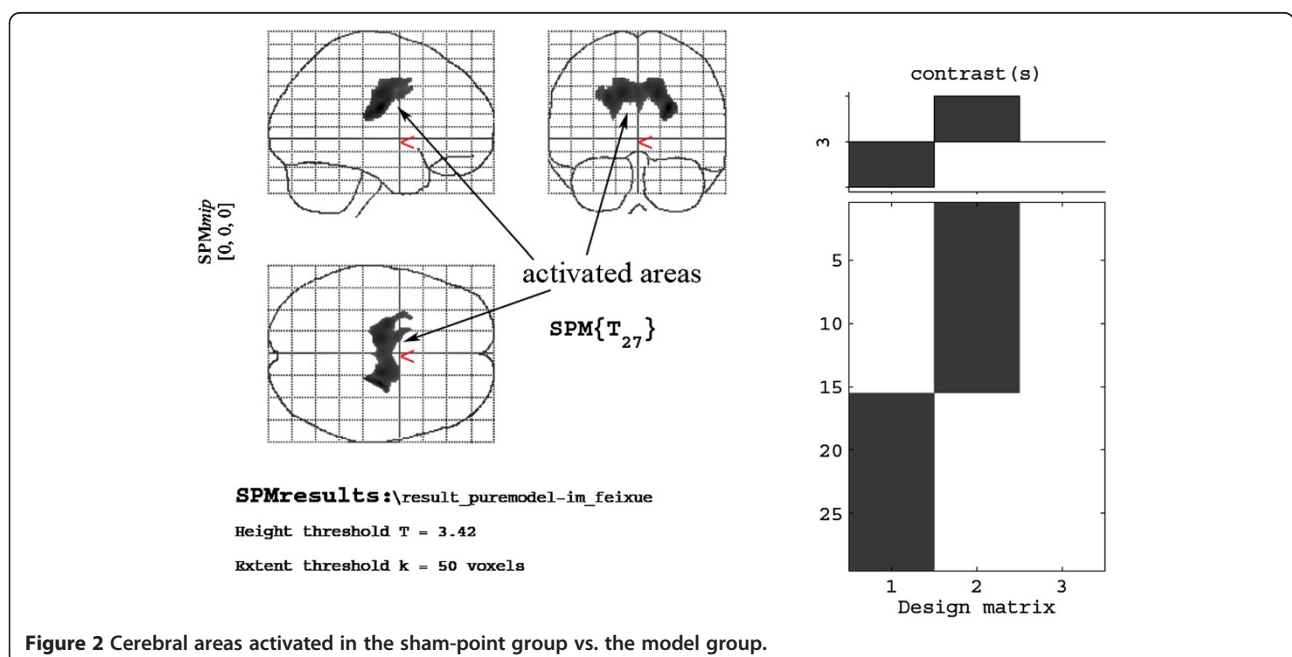 SPMmip
[0, 0, 0]
<
<
<
activated areas
SPM{T27}
SPMresults:\result_puremodel-im_feixue
Height threshold T = 3.42
Extent threshold k = 50 voxels
contrast(s)
3
5
10
15
20
25
1 2 3
Design matrix
Figure 2 Cerebral areas activated in the sham-point group vs. the model group.